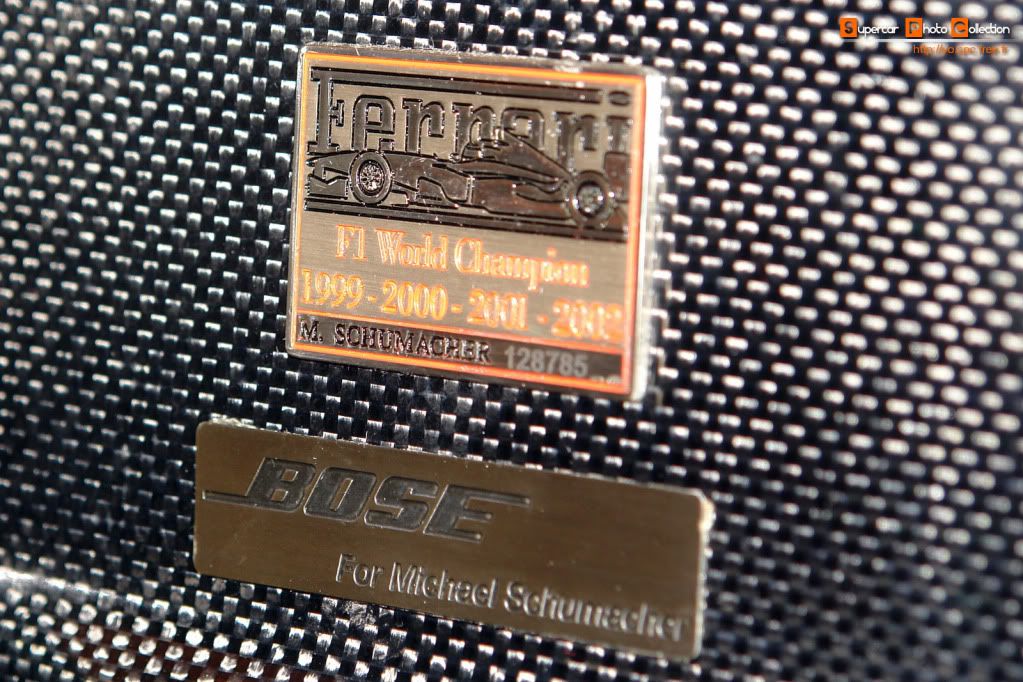 Supercar Photo Collection
Ferrari
F1 World Champion
1999 - 2000 - 2001 - 2002
M. SCHUMACHER 128785
BOSE
For Michael Schumacher